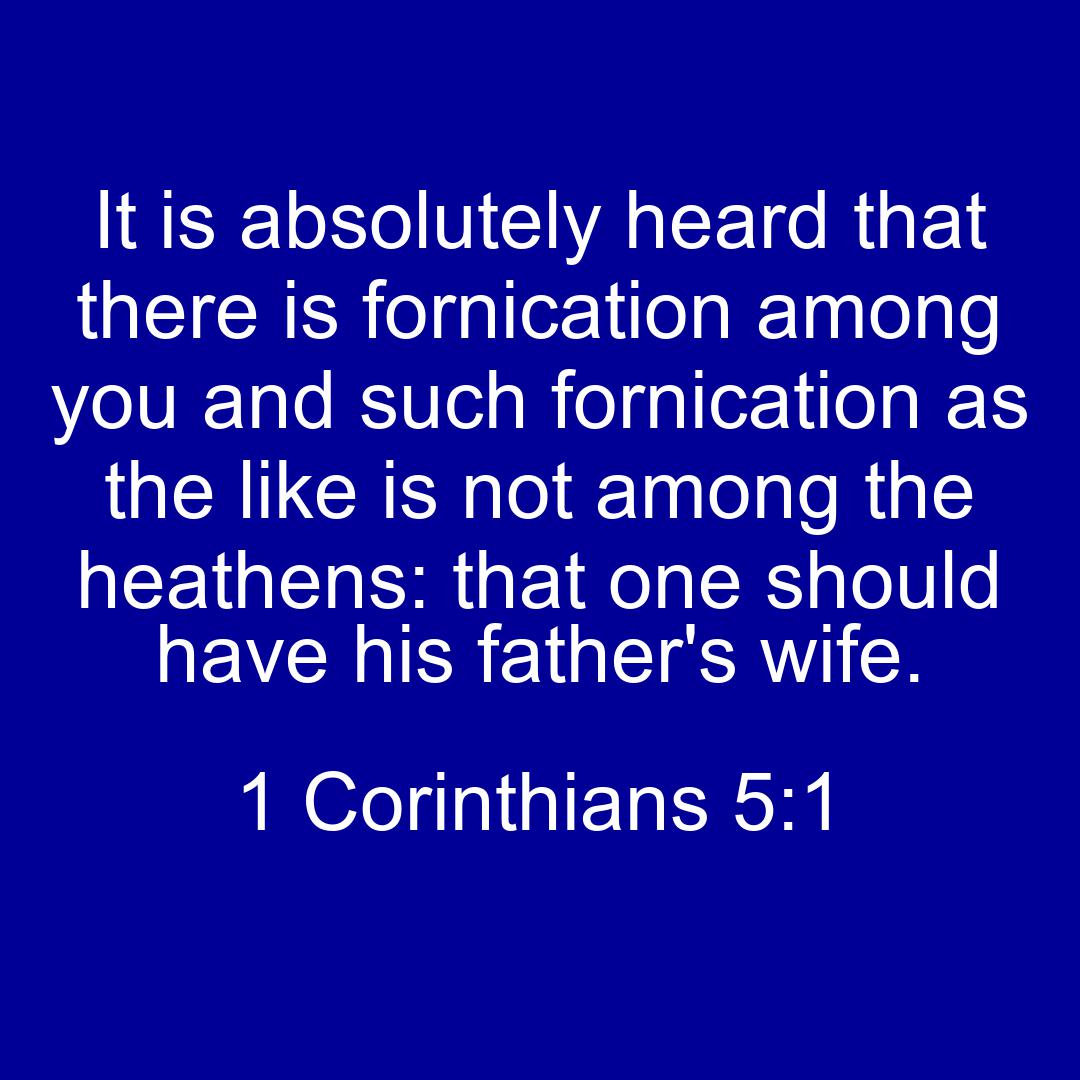 It is absolutely heard that
there is fornication among
you and such fornication as
the like is not among the
heathens: that one should
have his father's wife.
1 Corinthians 5:1